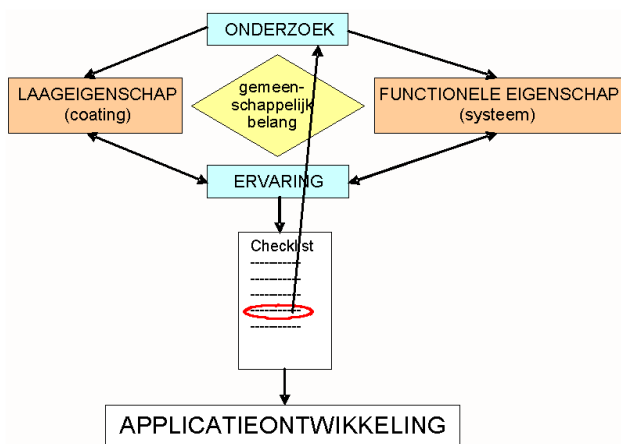 ONDERZOEK
LAAGEIGENSCHAP
(coating)
gemeen-
schappelijk
belang
FUNCTIONELE EIGENSCHAP
(systeem)
ERVARING
Checklist
APPLICATIEONTWIKKELING